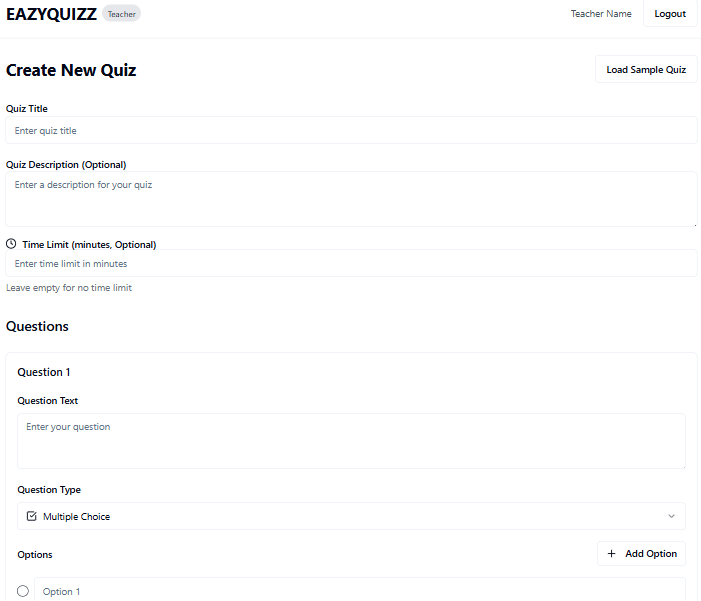 EAZYQUIZZ Teacher Teacher Name Logout
Create New Quiz Load Sample Quiz
Quiz Title
Enter quiz title
Quiz Description (Optional)
Enter a description for your quiz
Time Limit (minutes, Optional)
Enter time limit in minutes
Leave empty for no time limit
Questions
Question 1
Question Text
Enter your question
Question Type
Multiple Choice
Options + Add Option
Option 1